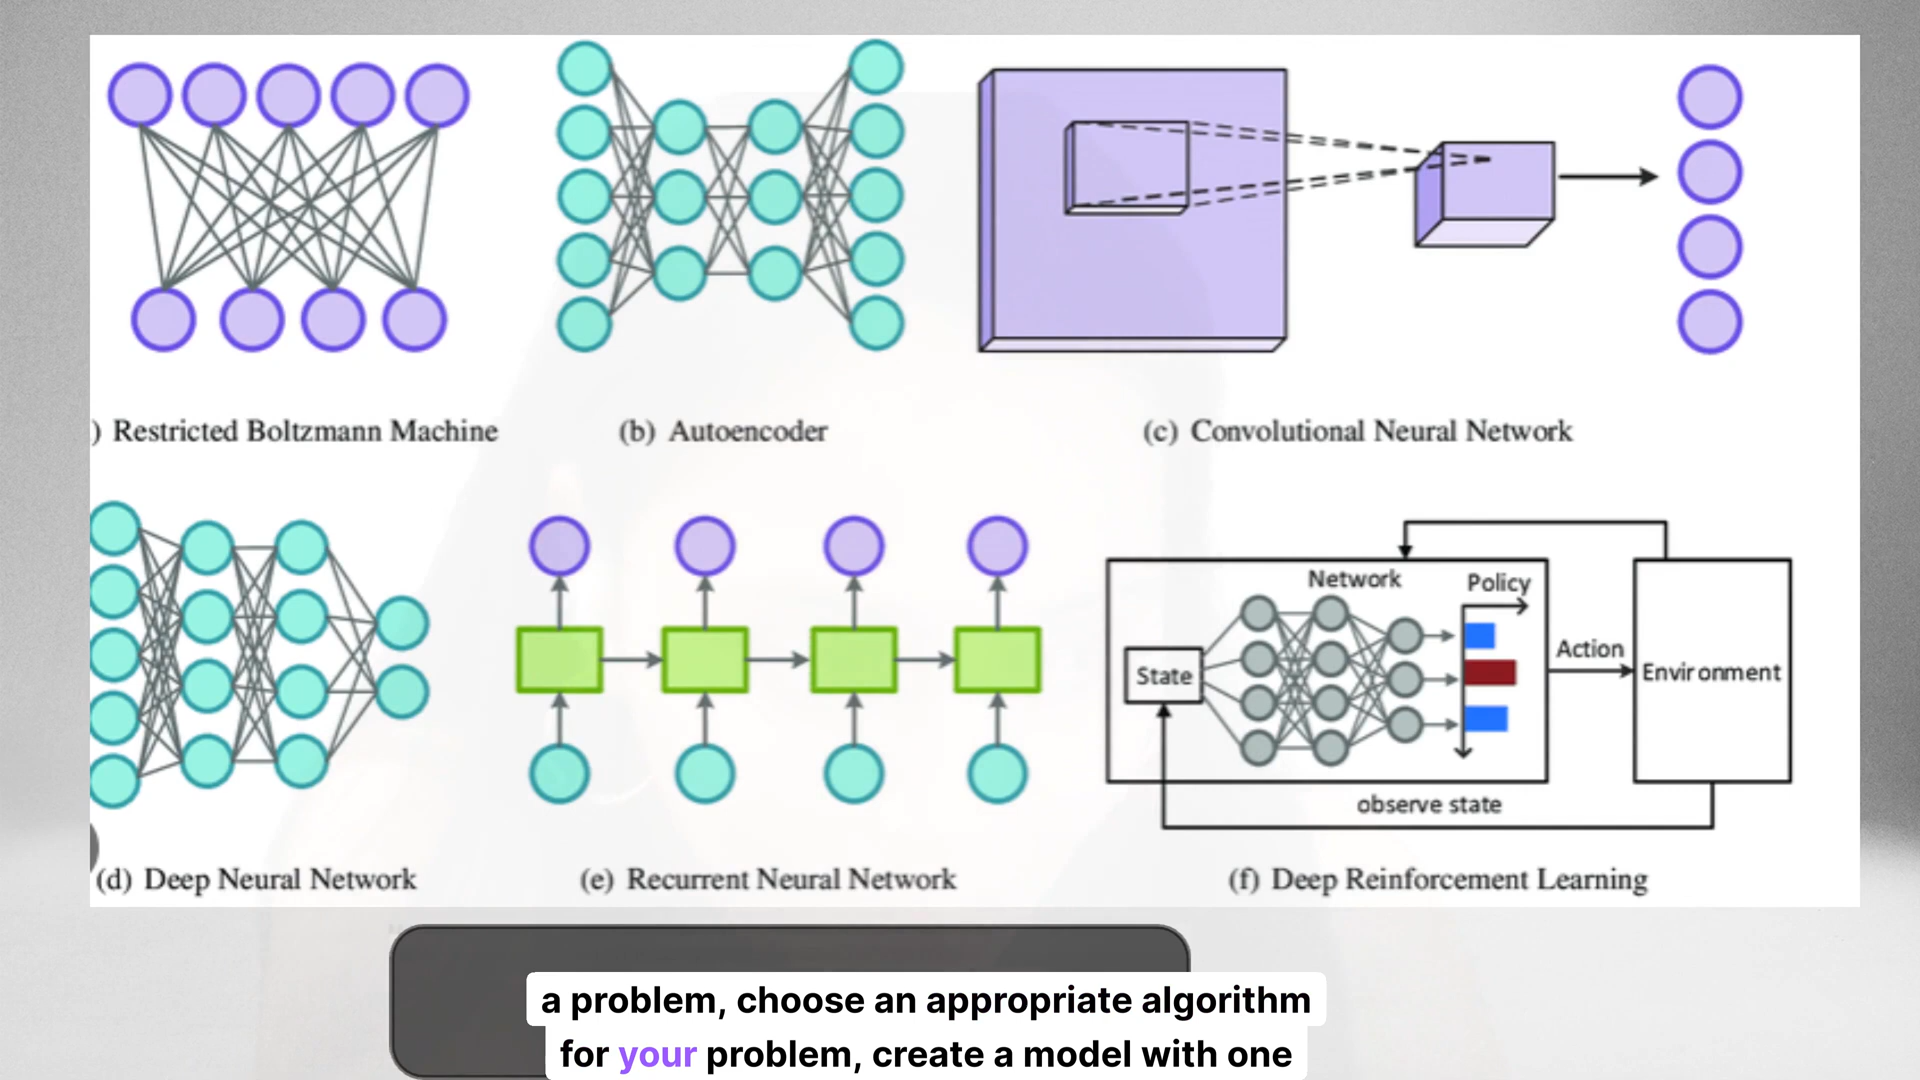 ) Restricted Boltzmann Machine
(b) Autoencoder
(c) Convolutional Neural Network
Network
Policy
State
Action
Environment
observe state
(d) Deep Neural Network
(e) Recurrent Neural Network
(f) Deep Reinforcement Learning
a problem, choose an appropriate algorithm
for your problem, create a model with one